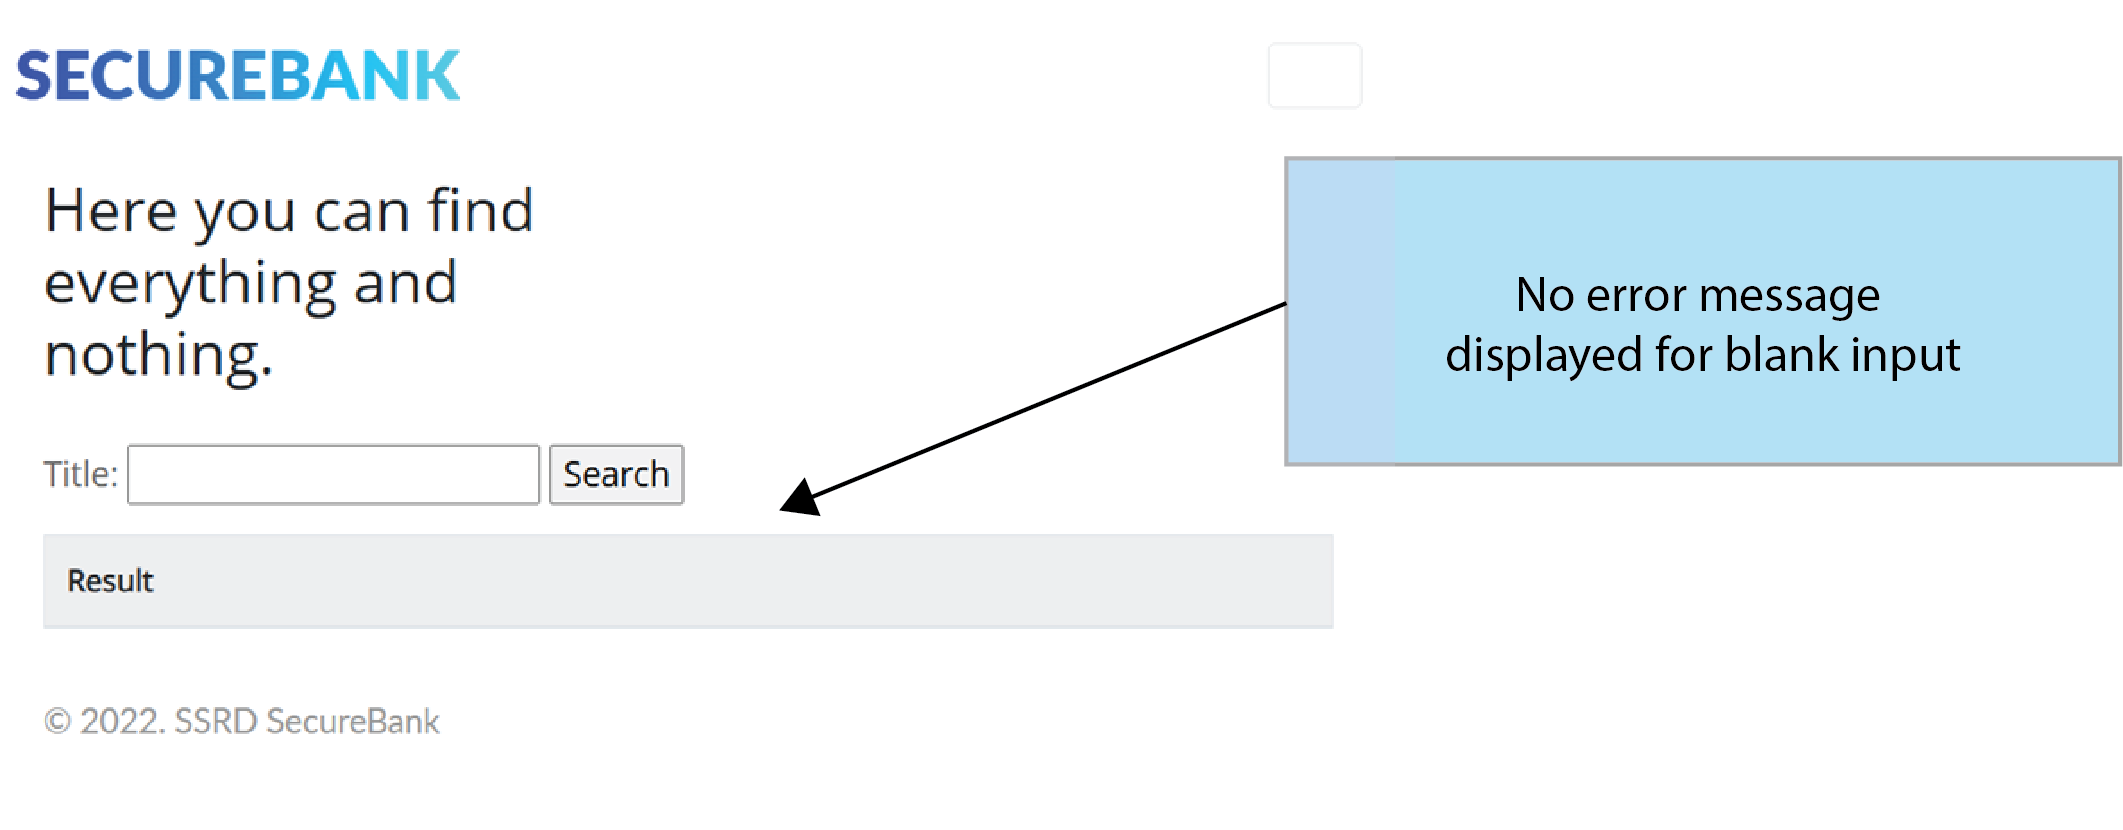 SECUREBANK
Here you can find
everything and
nothing.
No error message
displayed for blank input
Title:
Search
Result
© 2022. SSRD SecureBank